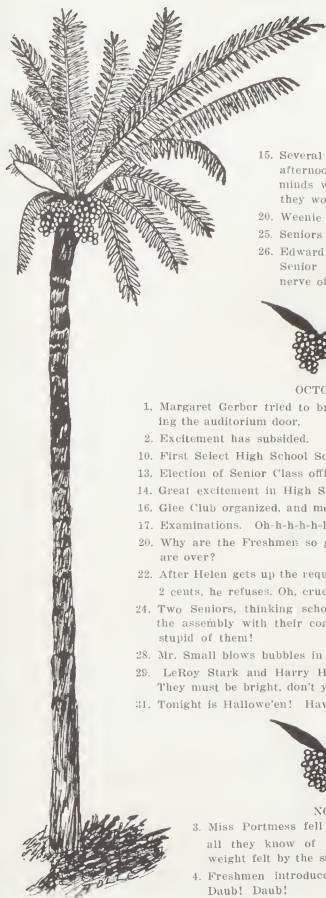 15. Several
afternoo
minds w
they wo
20. Weenie
25. Seniors
26. Edward
Senior
nerve of
OCTO
1. Margaret Gerber tried to br
ing the auditorium door.
2. Excitement has subsided.
10. First Select High School Soc
13. Election of Senior Class offi
14. Great excitement in High S
16. Glee Club organized, and me
17. Examinations. Oh-h-h-h-h
20. Why are the Freshmen so g
are over?
22. After Helen gets up the requ
2 cents, he refuses. Oh, crue
24. Two Seniors, thinking scho
the assembly with their coa
stupid of them!
28. Mr. Small blows bubbles in
29. LeRoy Stark and Harry H
They must be bright, don't y
31. Tonight is Hallowe'en! Hav
NO
3. Miss Portmess fell
all they know of
weight felt by the s
4. Freshmen introduce
Daub! Daub!